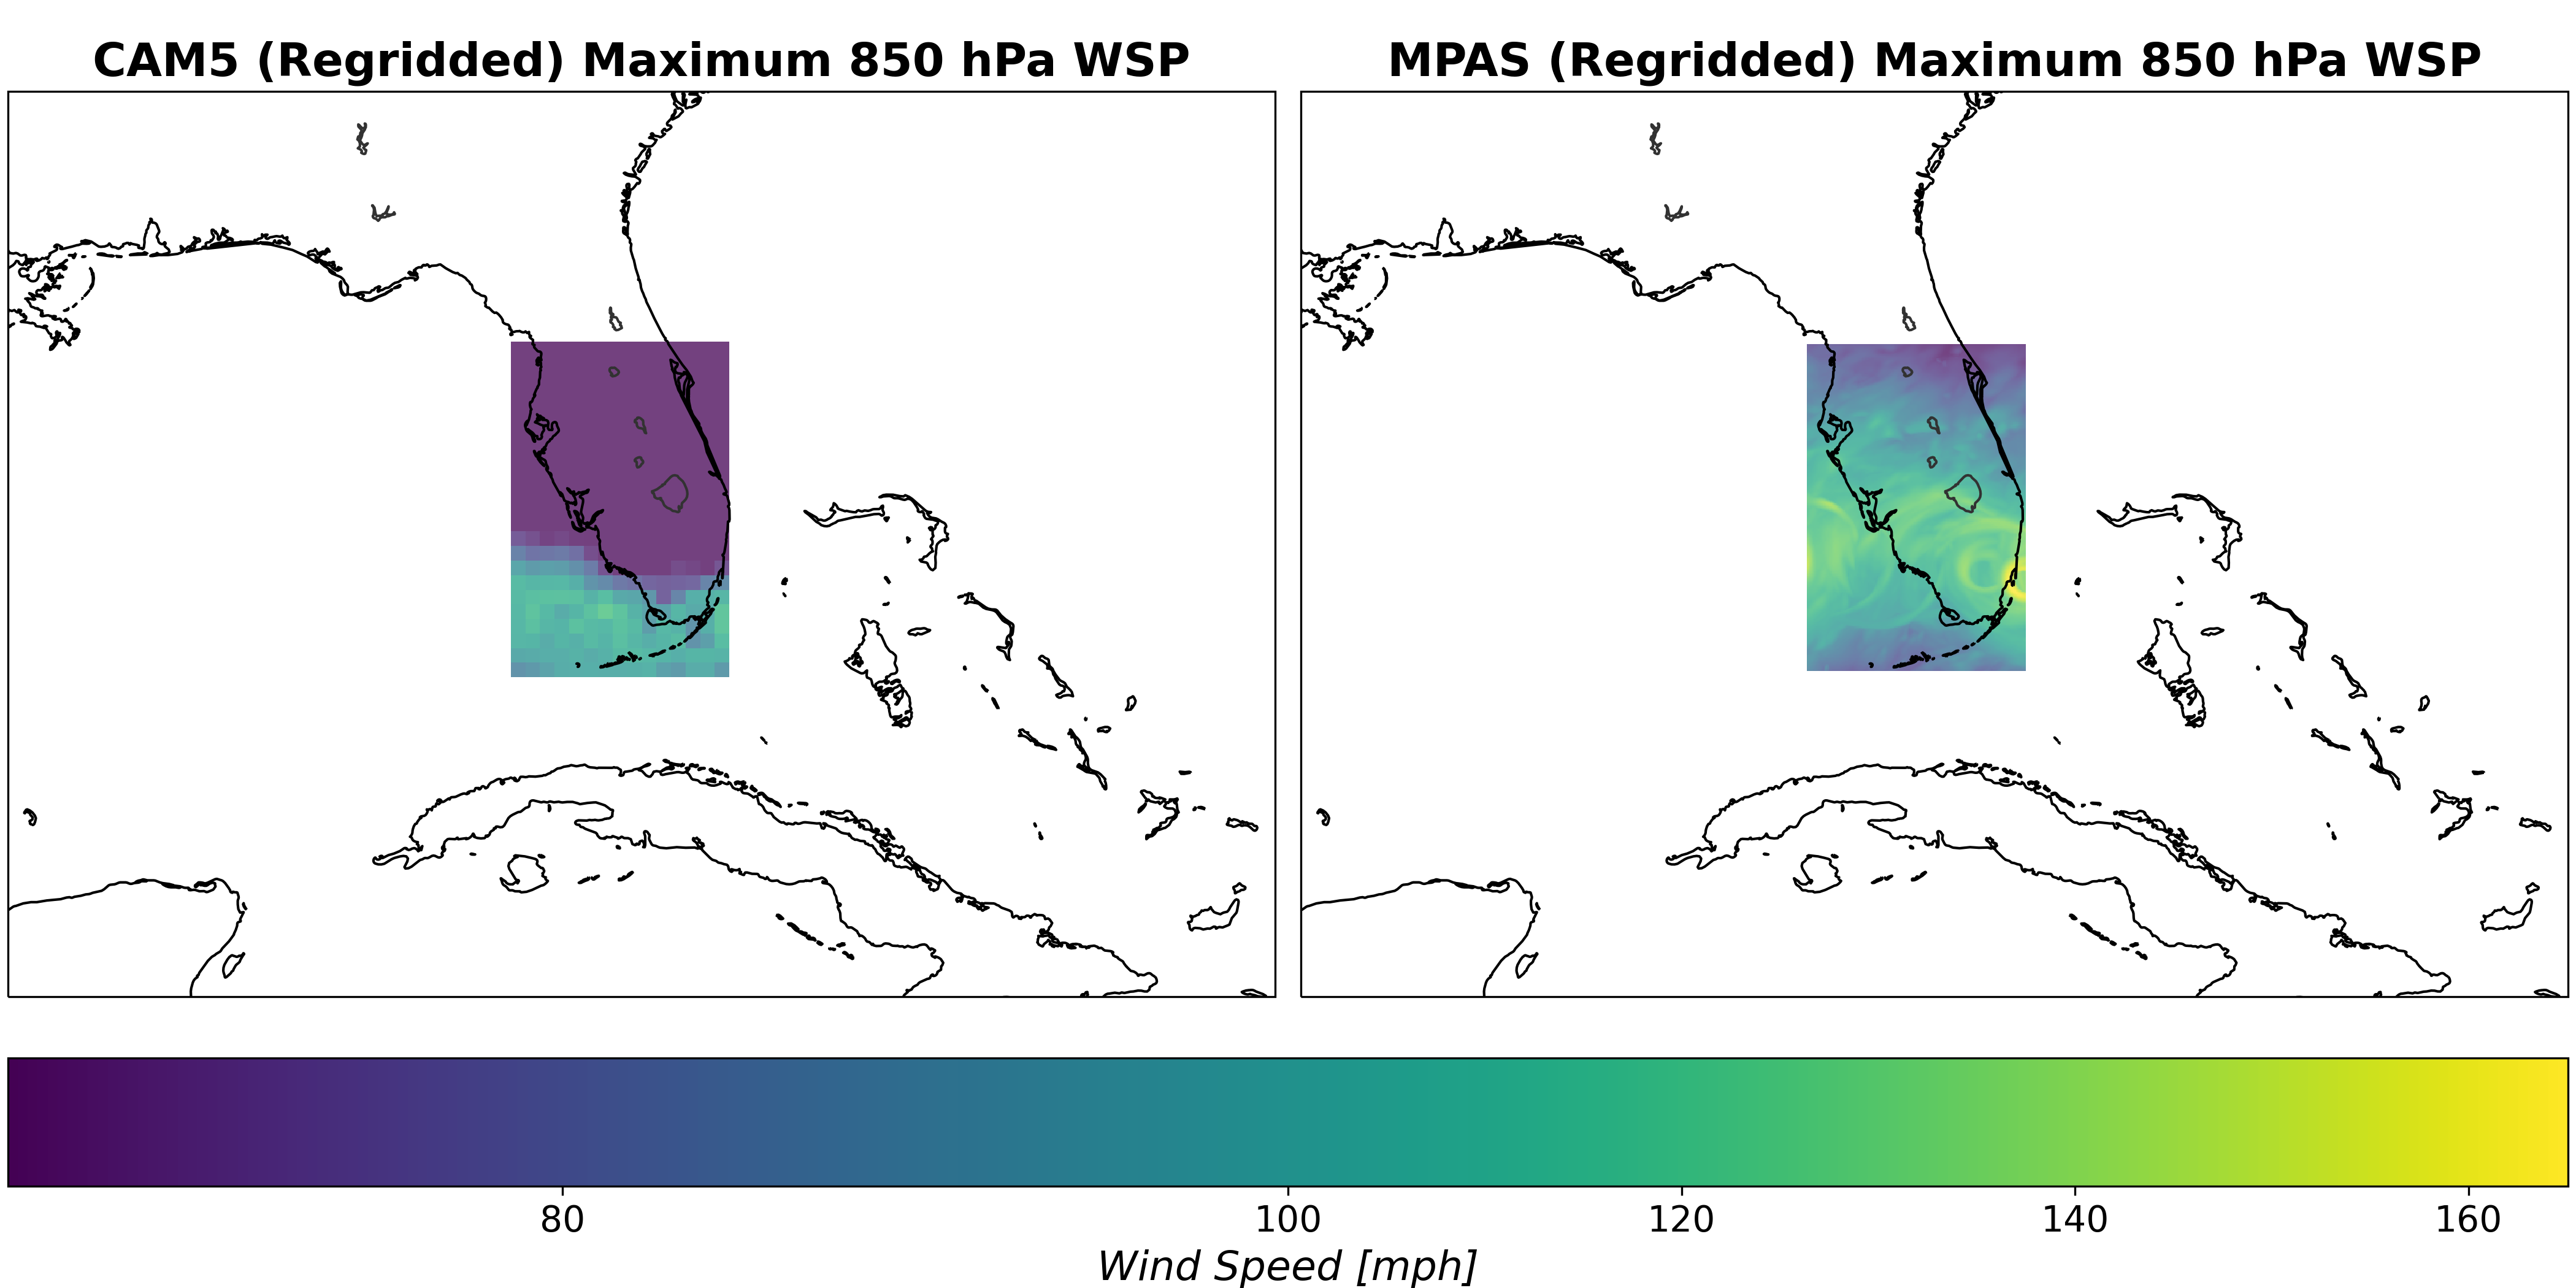 CAM5 (Regridded) Maximum 850 hPa WSP
MPAS (Regridded) Maximum 850 hPa WSP
80
100
120
140
160
Wind Speed [mph]